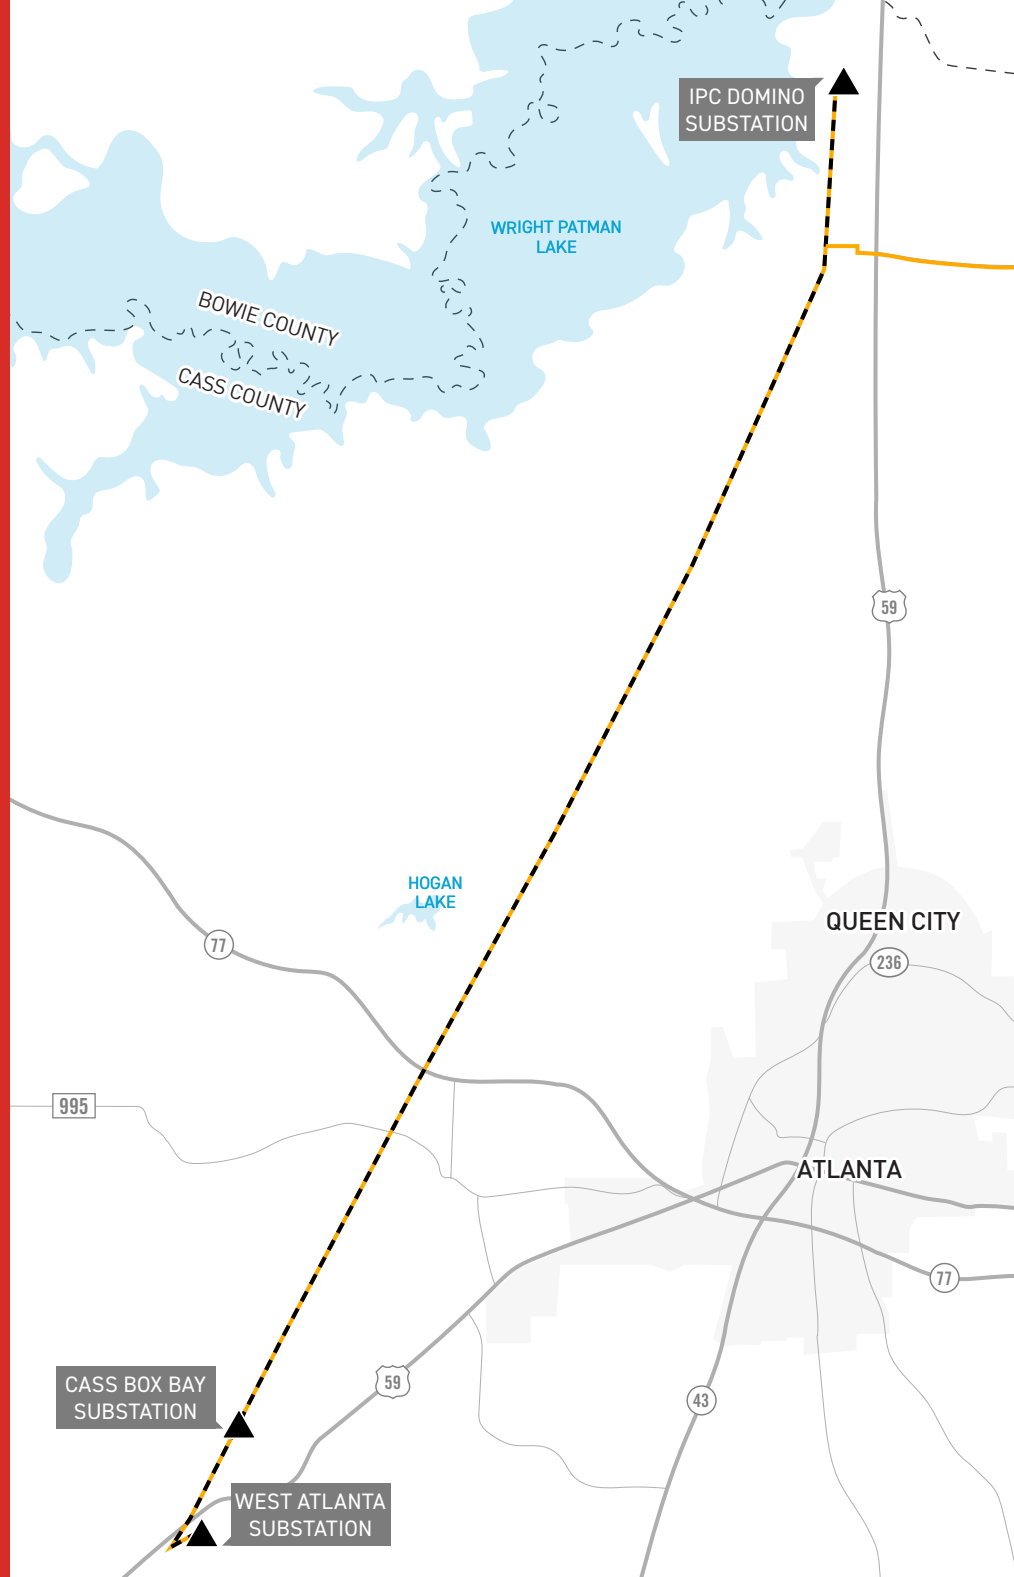 IPC DOMINO
SUBSTATION
WRIGHT PATMAN
LAKE
BOWIE COUNTY
CASS COUNTY
59
HOGAN
LAKE
QUEEN CITY
77
236
995
ATLANTA
77
CASS BOX BAY
SUBSTATION
59
43
WEST ATLANTA
SUBSTATION